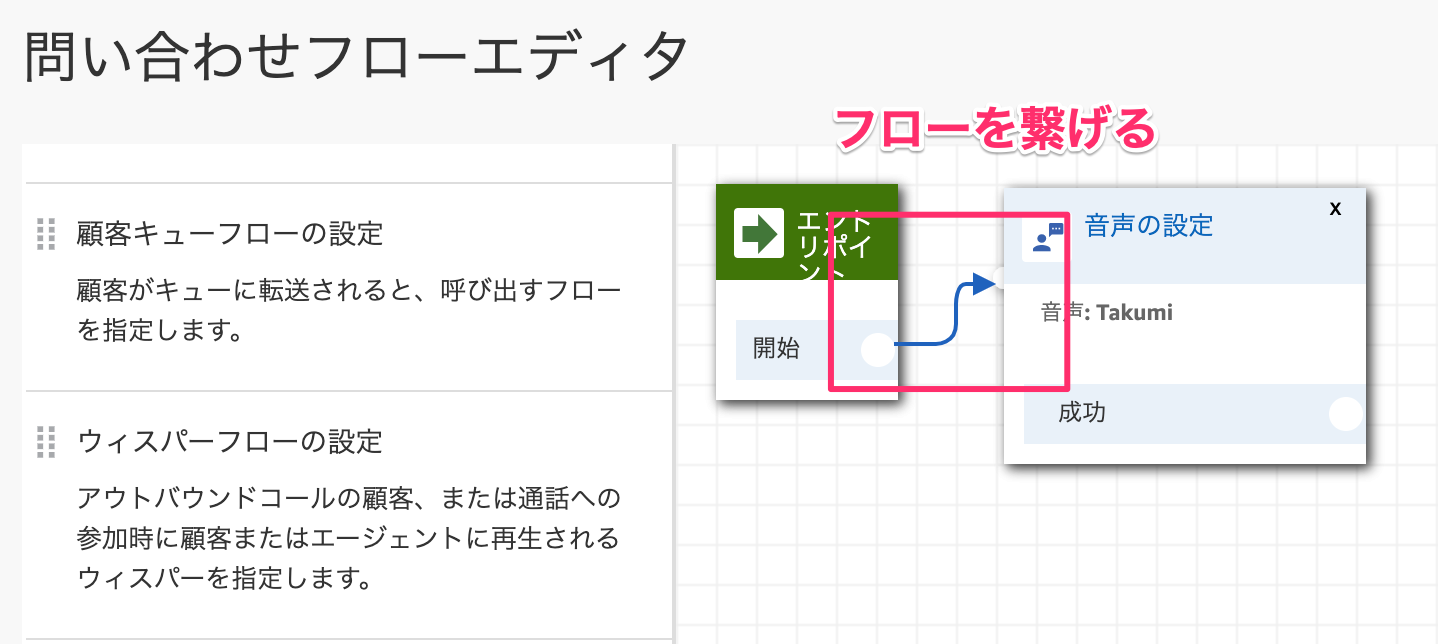 問い合わせフローエディタ
フローを繋げる
顧客キューフローの設定
顧客がキューに転送されると、呼び出すフロー
を指定します。
ウィスパーフローの設定
アウトバウンドコールの顧客、または通話への
参加時に顧客またはエージェントに再生される
ウィスパーを指定します。
エント
リポイ
ント
開始
音声の設定
X
音声: Takumi
成功